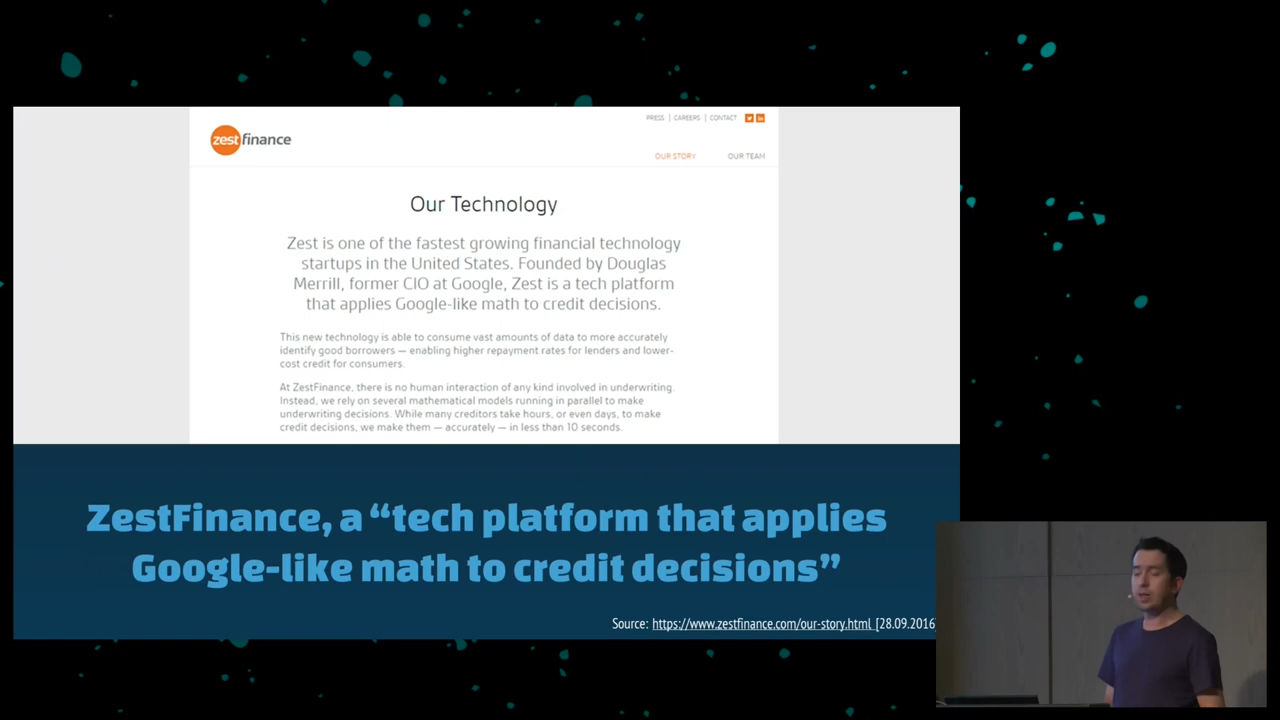 PRESS | CAREERS | CONTACT
zestfinance
OUR STORY OUR TEAM
Our Technology
Zest is one of the fastest growing financial technology
startups in the United States. Founded by Douglas
Merrill, former CIO at Google, Zest is a tech platform
that applies Google-like math to credit decisions.
This new technology is able to consume vast amounts of data to more accurately
identify good borrowers — enabling higher repayment rates for lenders and lower-
cost credit for consumers.
At ZestFinance, there is no human interaction of any kind involved in underwriting.
Instead, we rely on several mathematical models running in parallel to make
underwriting decisions. While many creditors take hours, or even days, to make
credit decisions, we make them — accurately — in less than 10 seconds.
ZestFinance, a “tech platform that applies
Google-like math to credit decisions”
Source: https://www.zestfinance.com/our-story.html [28.09.2016]